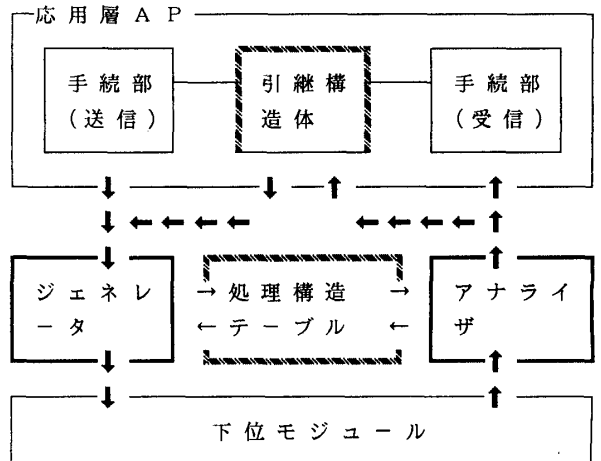 応用層AP
手続部
(送信)
引継構
造体
手続部
(受信)
ジェネレ
ータ
→処理構造→
←テーブル←
アナライ
ザ
下位モジュール